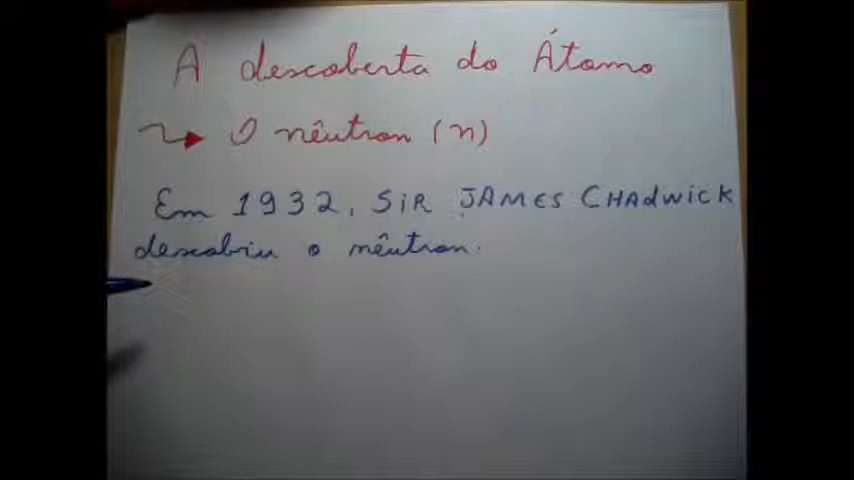 A descoberta do Átomo
O nêutron (n)
Em 1932, SiR JAMES CHADWICK
descobriu o nêutron.